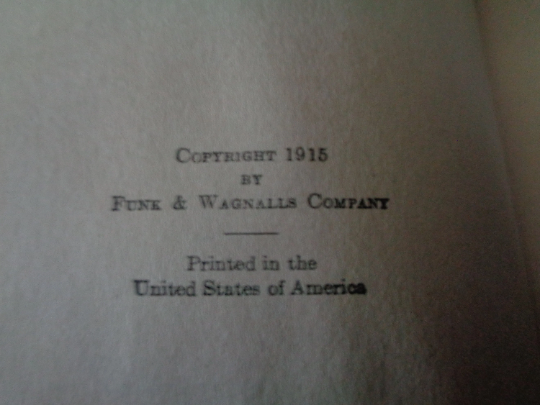 COPYRIGHT 1915
BY
FUNK & WAGNALLS COMPANY
Printed in the
United States of America